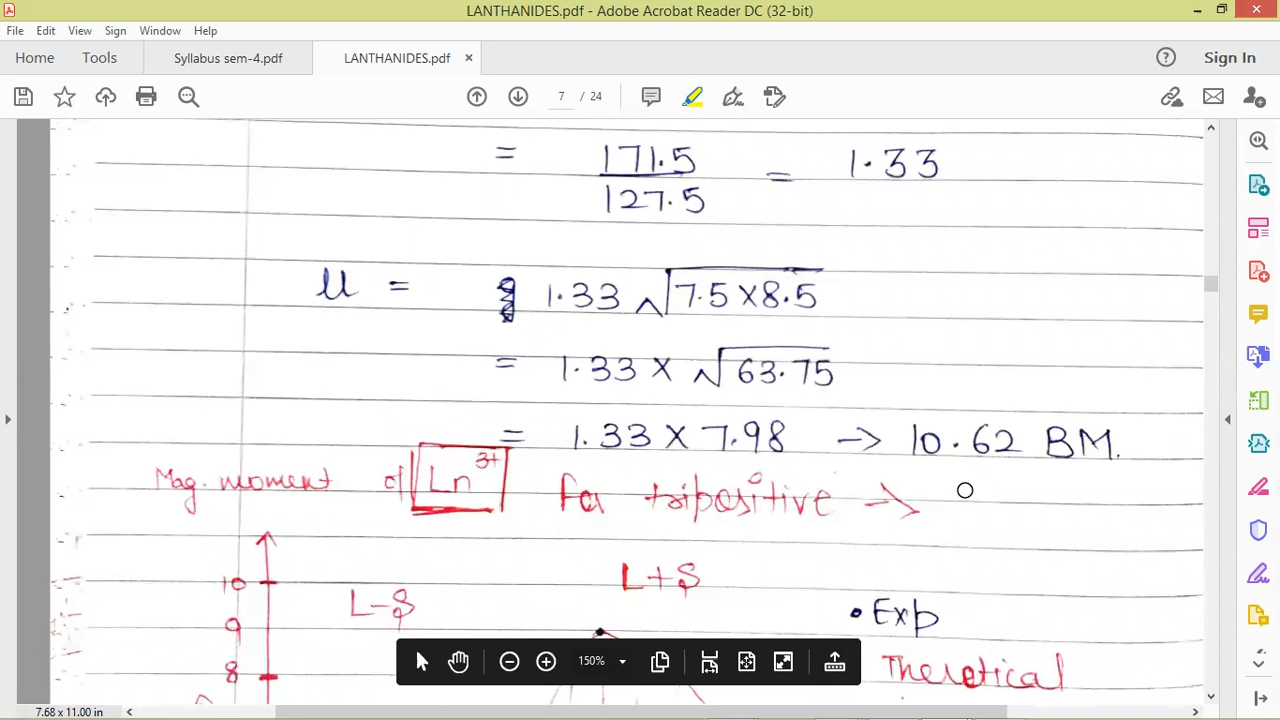 LANTHANIDES.pdf - Adobe Acrobat Reader DC (32-bit)
File Edit View Sign Window Help
Home Tools Syllabus sem-4.pdf LANTHANIDES.pdf × Sign In
7 / 24
= 171.5 / 127.5 = 1.33
μ = 1.33 √7.5×8.5
= 1.33 × √63.75
= 1.33 × 7.98 → 10.62 BM.
Mag. moment of Ln³⁺ for tripositive →
L+S
10
L-S
• Exp
9
150%
8
Theretical
7.68 x 11.00 in